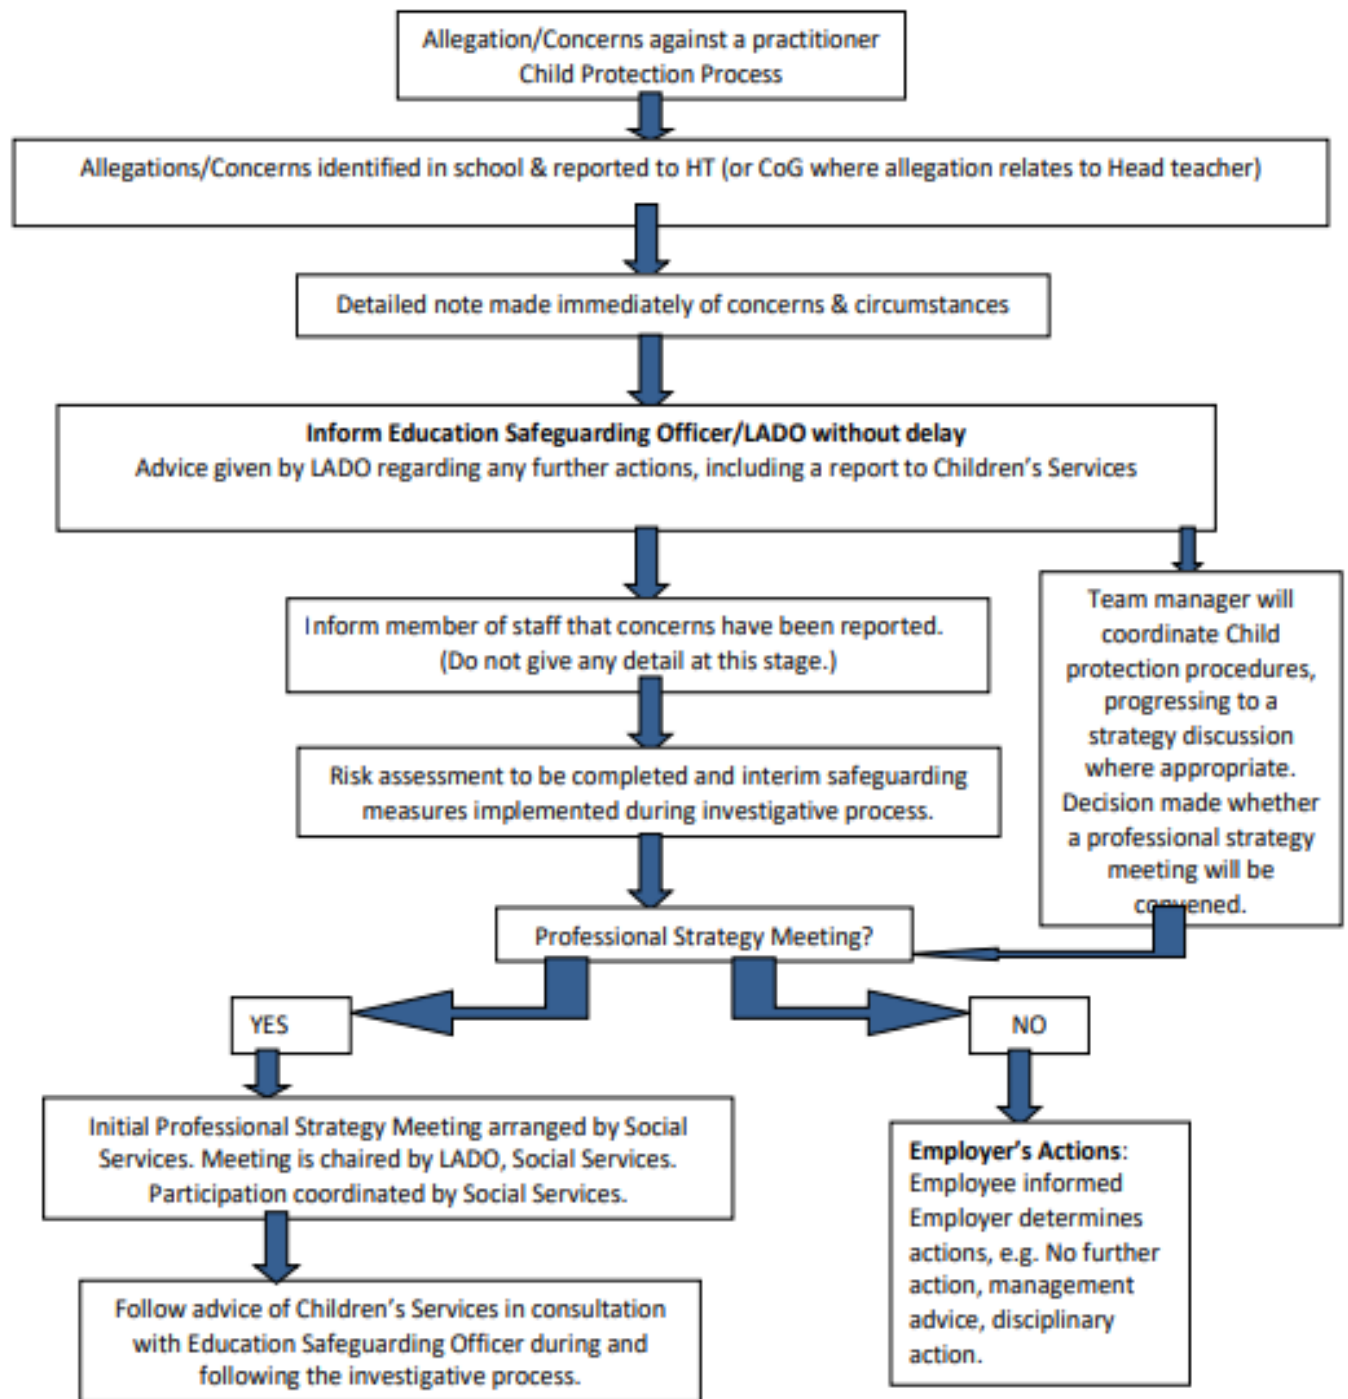 Allegation/Concerns against a practitioner
Child Protection Process
Allegations/Concerns identified in school & reported to HT (or CoG where allegation relates to Head teacher)
Detailed note made immediately of concerns & circumstances
Inform Education Safeguarding Officer/LADO without delay
Advice given by LADO regarding any further actions, including a report to Children's Services
Inform member of staff that concerns have been reported.
(Do not give any detail at this stage.)
Risk assessment to be completed and interim safeguarding
measures implemented during investigative process.
Team manager will
coordinate Child
protection procedures,
progressing to a
strategy discussion
where appropriate.
Decision made whether
a professional strategy
meeting will be
convened.
Professional Strategy Meeting?
YES
NO
Initial Professional Strategy Meeting arranged by Social
Services. Meeting is chaired by LADO, Social Services.
Participation coordinated by Social Services.
Follow advice of Children's Services in consultation
with Education Safeguarding Officer during and
following the investigative process.
Employer's Actions:
Employee informed
Employer determines
actions, e.g. No further
action, management
advice, disciplinary
action.